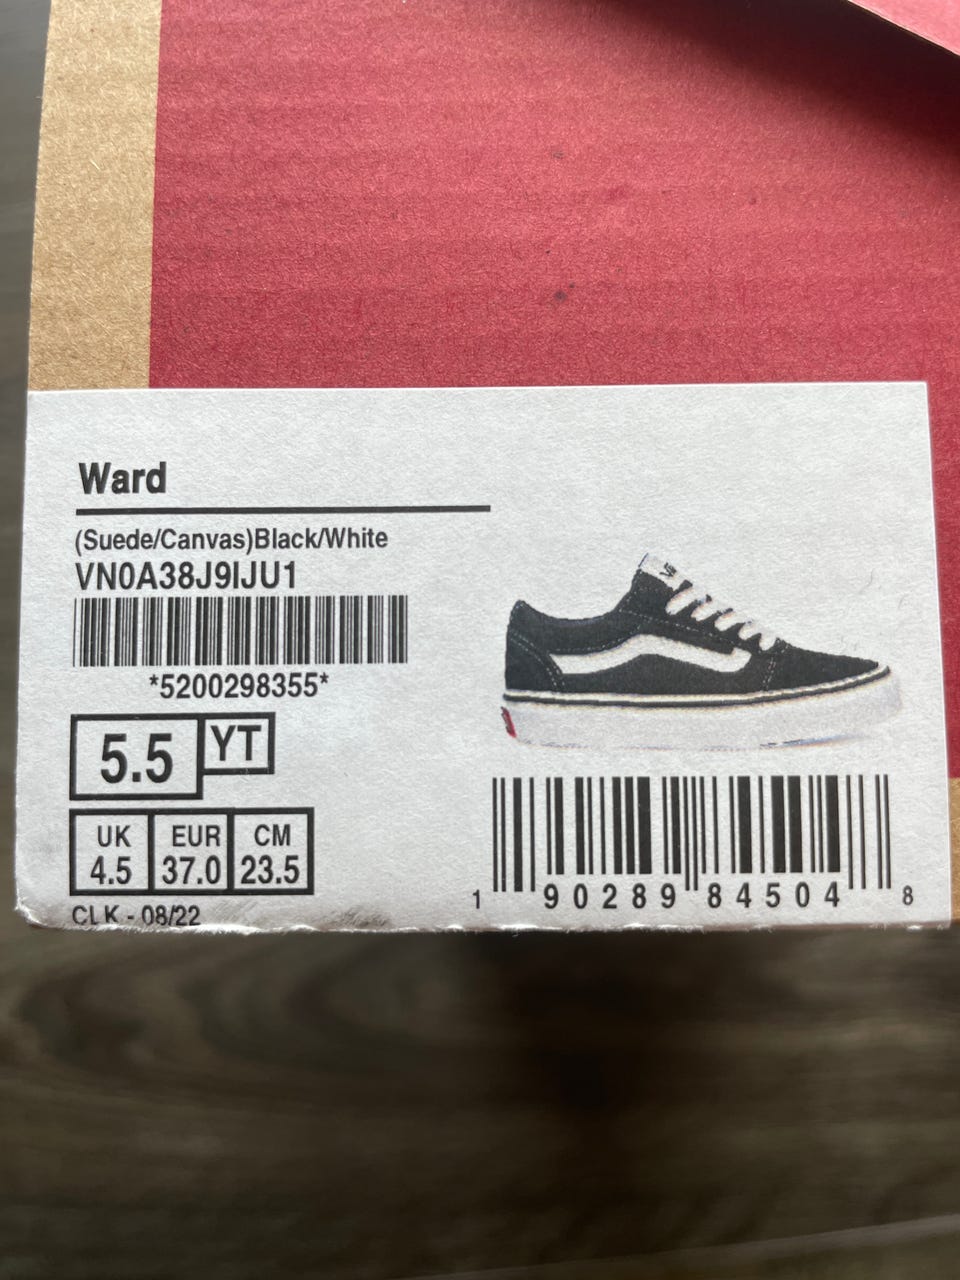 Ward
(Suede/Canvas)Black/White
VN0A38J9IJU1
*5200298355*
5.5 YT
UK EUR CM
4.5 37.0 23.5
CLK - 08/22
1 90289 84504 8